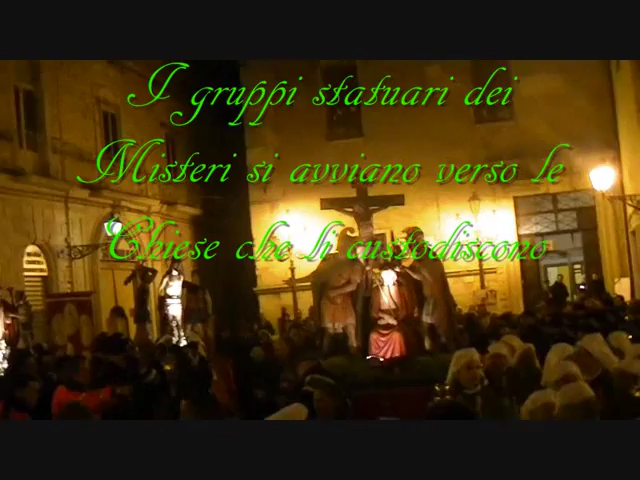 I gruppi statuari dei
Misteri si avviano verso le
Chiese che li custodiscono